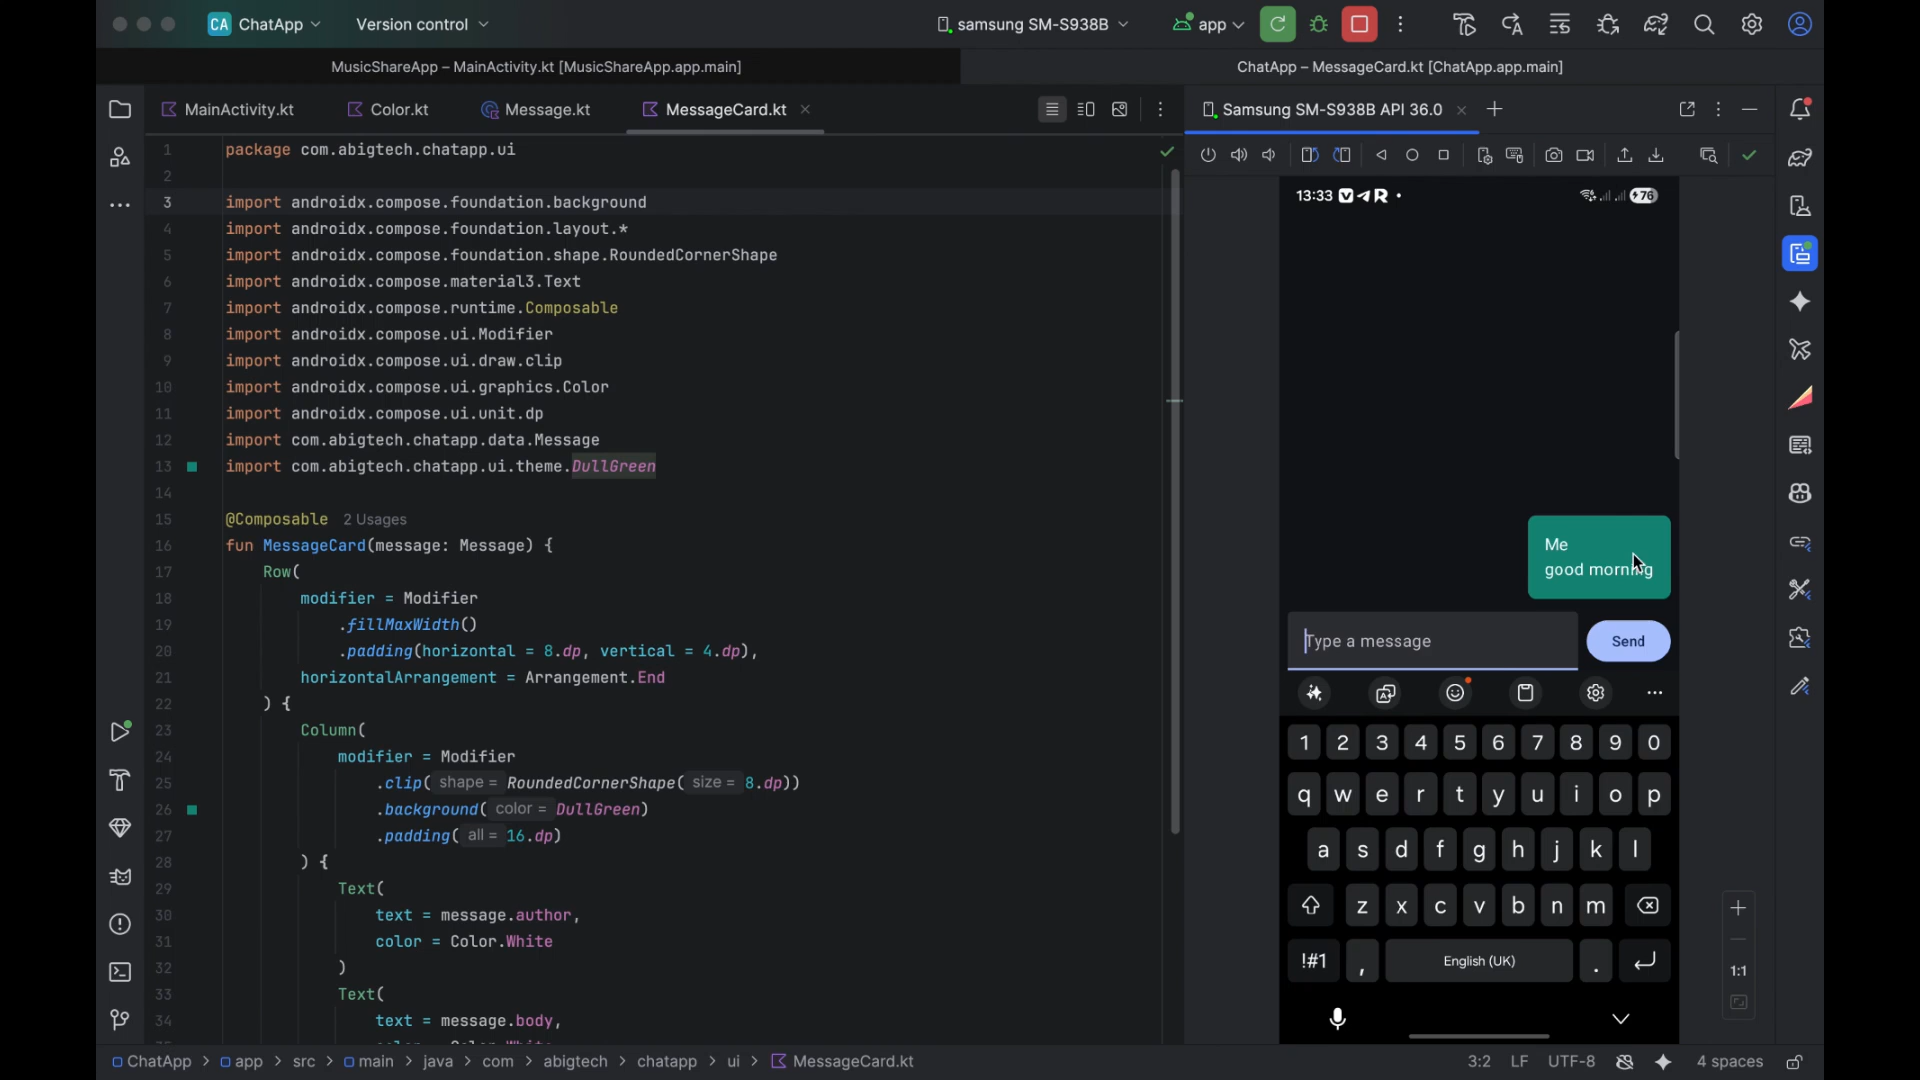 CA ChatApp Version control samsung SM-S938B app
MusicShareApp – MainActivity.kt [MusicShareApp.app.main] ChatApp – MessageCard.kt [ChatApp.app.main]
MainActivity.kt Color.kt Message.kt MessageCard.kt
Samsung SM-S938B API 36.0
1 package com.abigtech.chatapp.ui
2
3 import androidx.compose.foundation.background
4 import androidx.compose.foundation.layout.*
5 import androidx.compose.foundation.shape.RoundedCornerShape
6 import androidx.compose.material3.Text
7 import androidx.compose.runtime.Composable
8 import androidx.compose.ui.Modifier
9 import androidx.compose.ui.draw.clip
10 import androidx.compose.ui.graphics.Color
11 import androidx.compose.ui.unit.dp
12 import com.abigtech.chatapp.data.Message
13 import com.abigtech.chatapp.ui.theme.DullGreen
14
15 @Composable 2 Usages
16 fun MessageCard(message: Message) {
17 Row(
18 modifier = Modifier
19 .fillMaxWidth()
20 .padding(horizontal = 8.dp, vertical = 4.dp),
21 horizontalArrangement = Arrangement.End
22 ) {
23 Column(
24 modifier = Modifier
25 .clip( shape = RoundedCornerShape( size = 8.dp))
26 .background( color = DullGreen)
27 .padding( all = 16.dp)
28 ) {
29 Text(
30 text = message.author,
31 color = Color.White
32 )
33 Text(
34 text = message.body,
13:33 76
Me
good morning
Type a message Send
1 2 3 4 5 6 7 8 9 0
q w e r t y u i o p
a s d f g h j k l
z x c v b n m
!#1 , English (UK) .
1:1
ChatApp > app > src > main > java > com > abigtech > chatapp > ui > MessageCard.kt
3:2 LF UTF-8 4 spaces